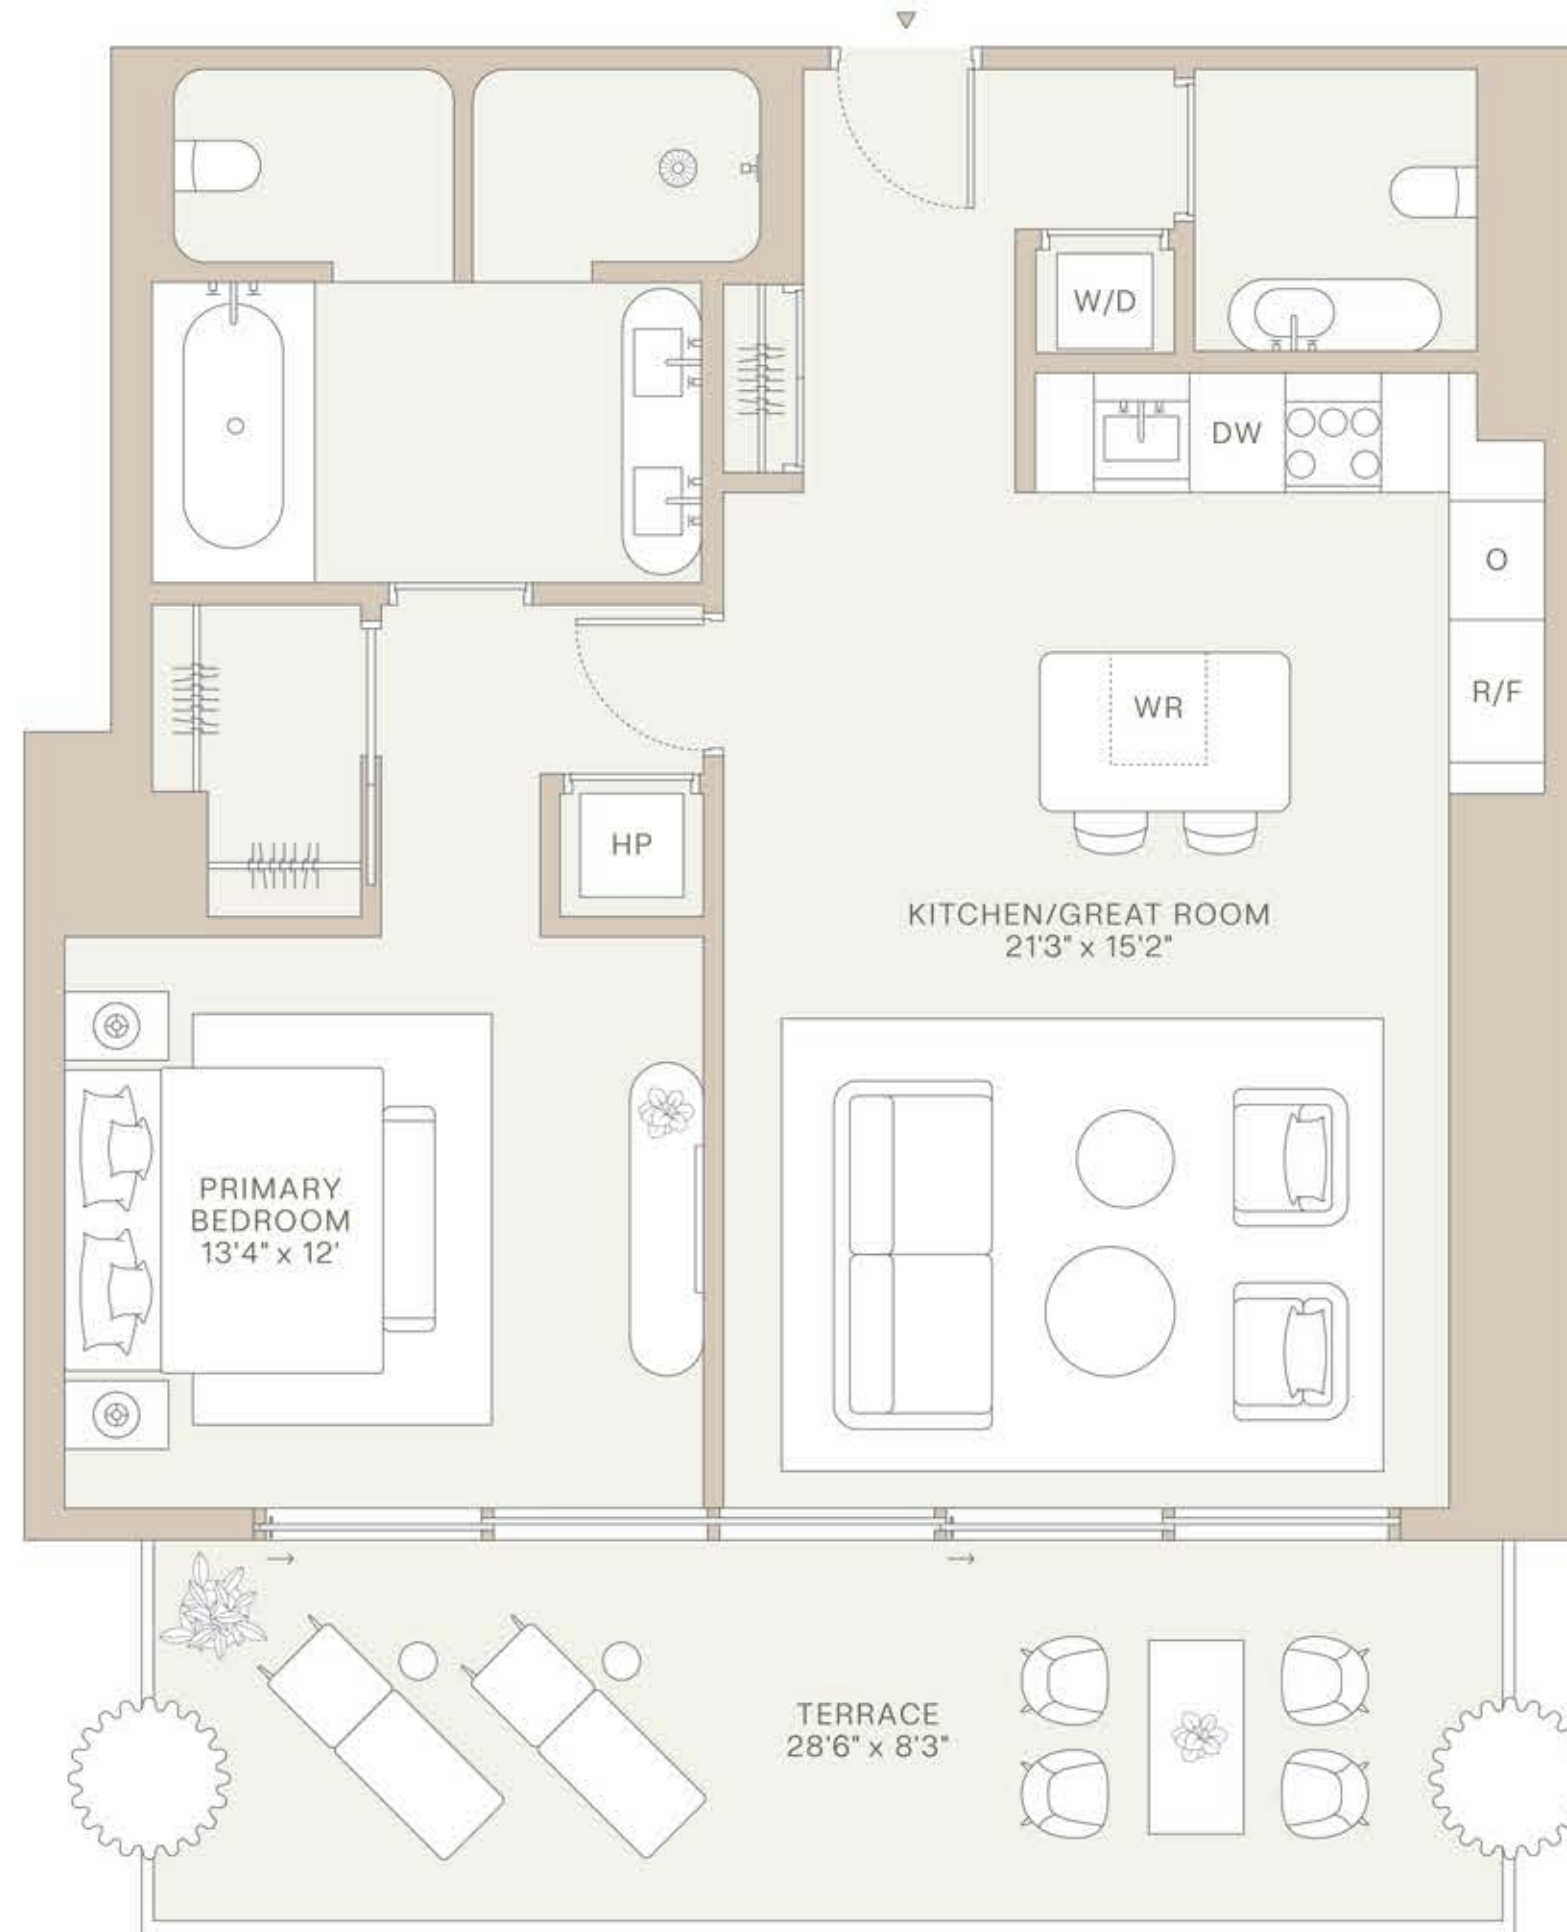 W/D
DW
O
WR
R/F
HP
KITCHEN/GREAT ROOM
21'3" x 15'2"
PRIMARY
BEDROOM
13'4" x 12'
TERRACE
28'6" x 8'3"